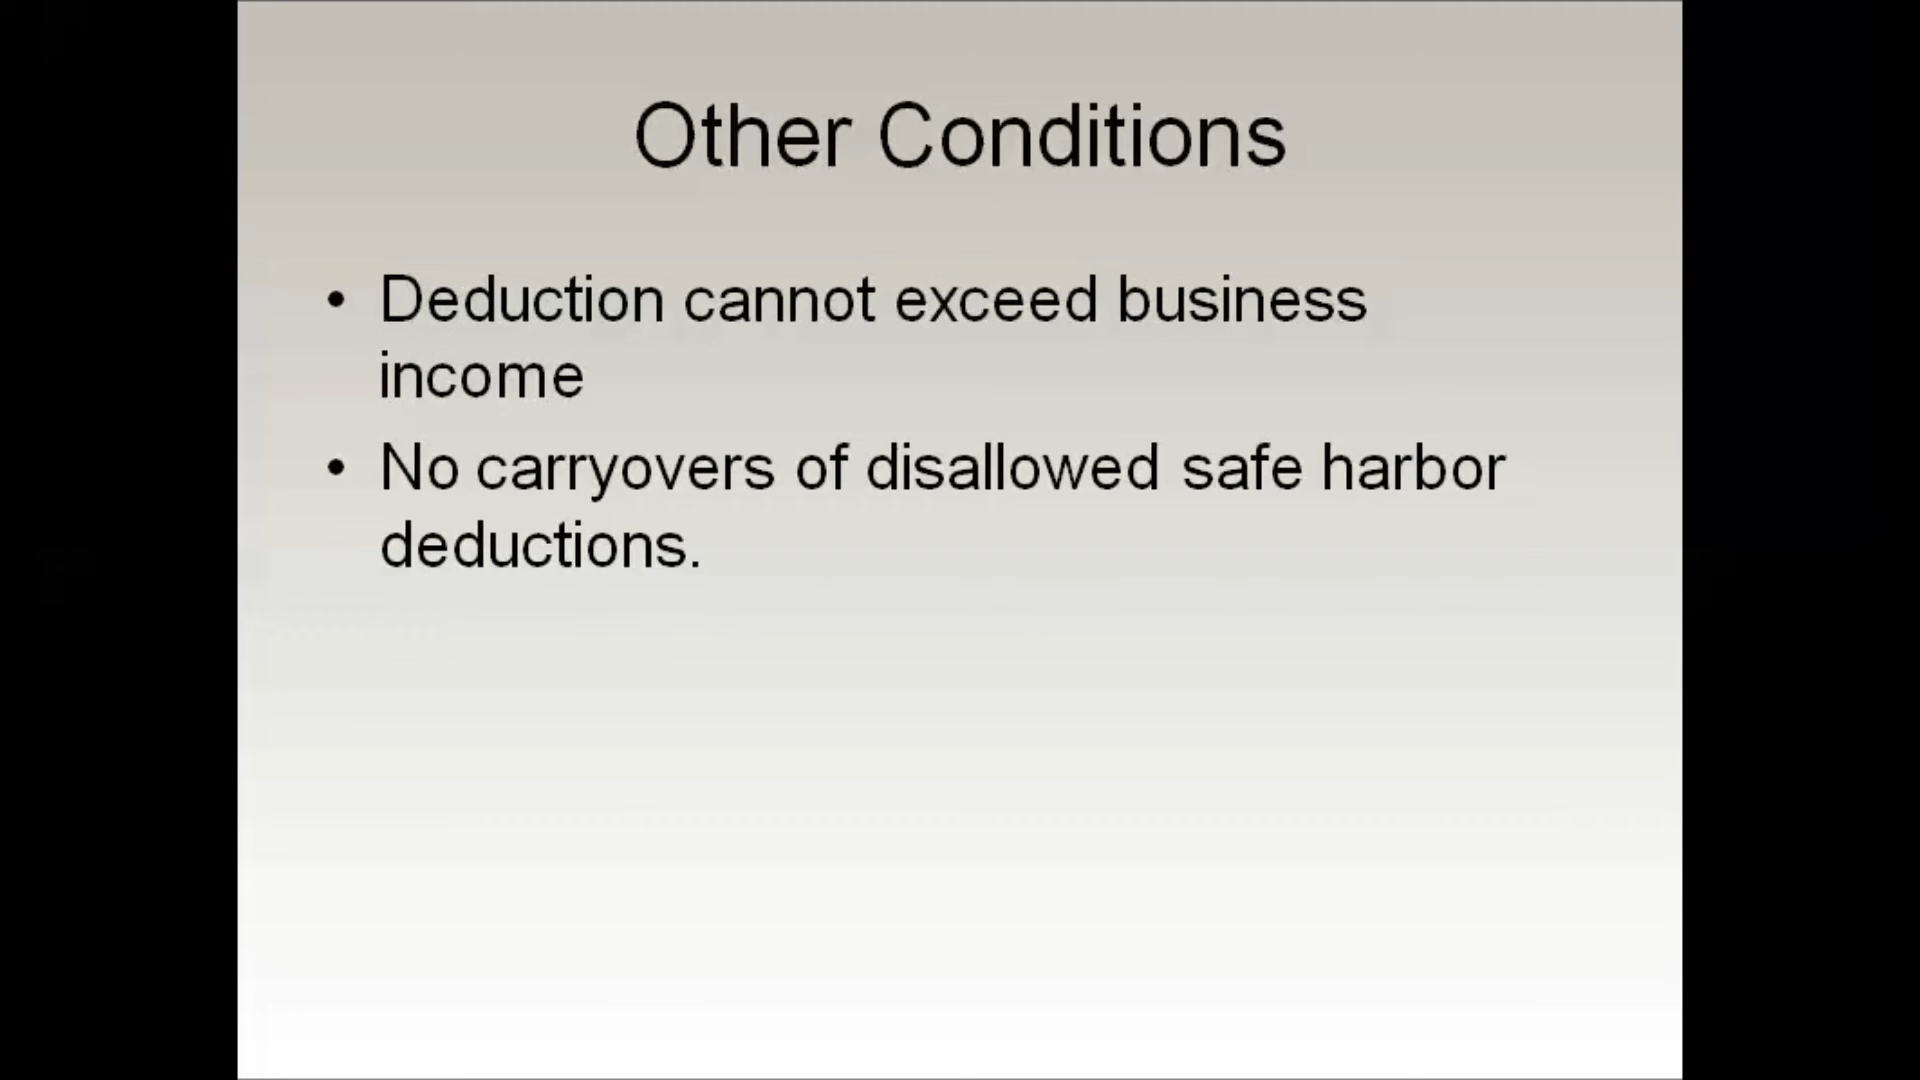 Other Conditions
• Deduction cannot exceed business
income
• No carryovers of disallowed safe harbor
deductions.